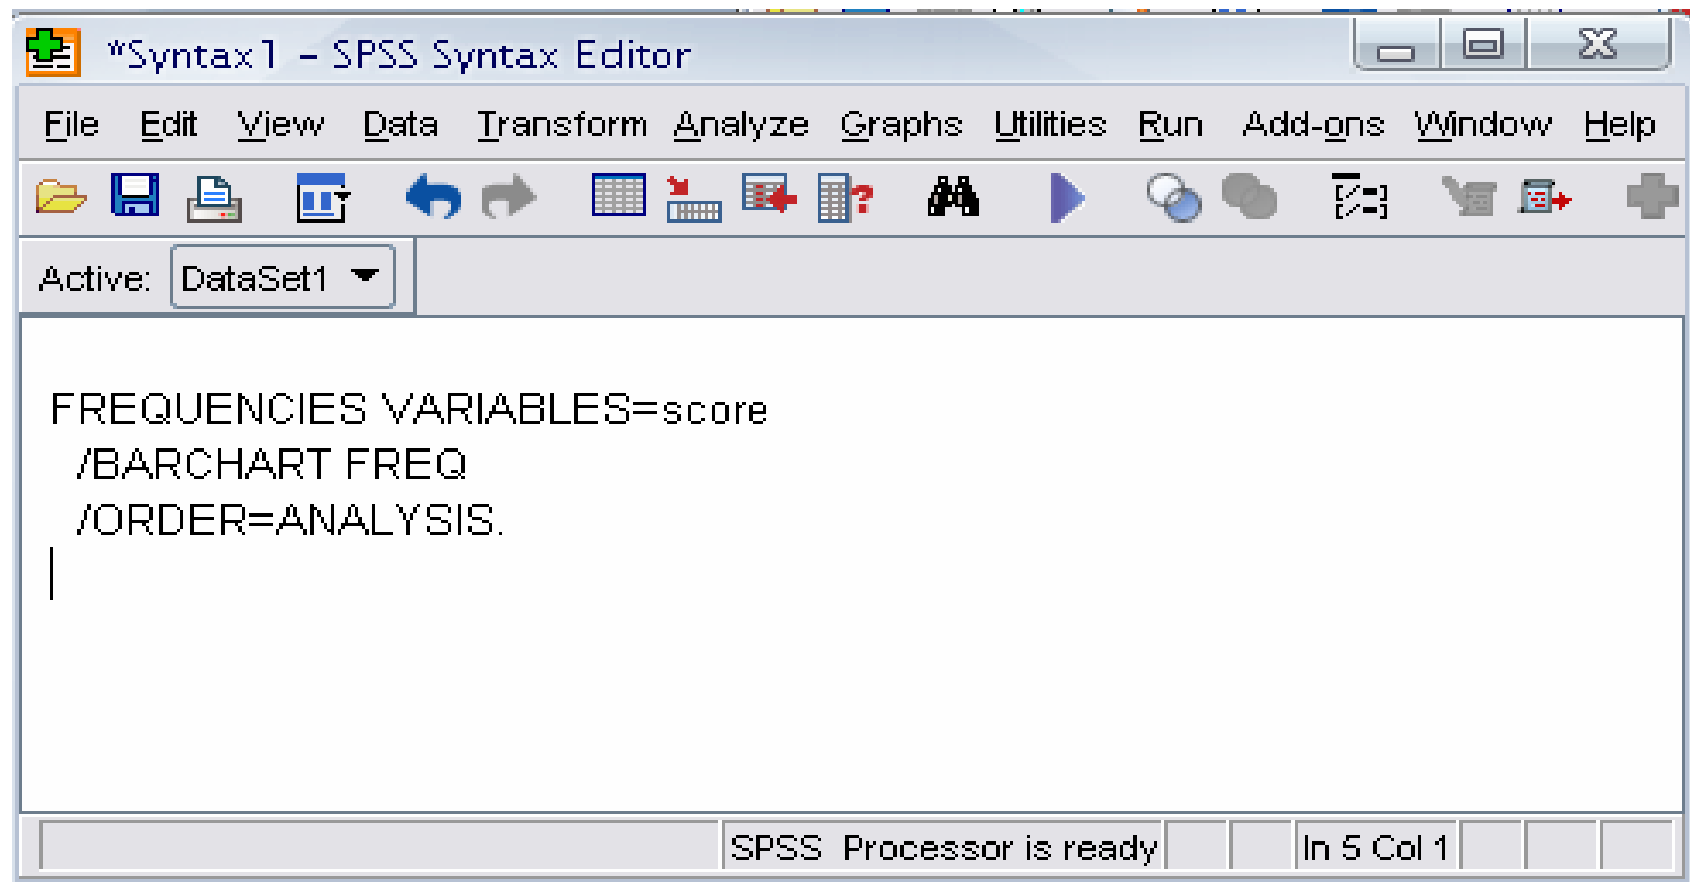 *Syntax1 - SPSS Syntax Editor
File Edit View Data Transform Analyze Graphs Utilities Run Add-ons Window Help
Active: DataSet1
FREQUENCIES VARIABLES=score
/BARCHART FREQ
/ORDER=ANALYSIS.
SPSS Processor is ready In 5 Col 1